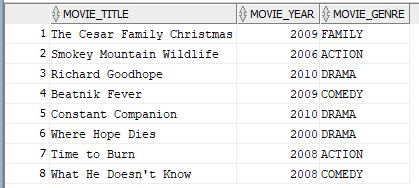 MOVIE_TITLE MOVIE_YEAR MOVIE_GENRE
1 The Cesar Family Christmas 2009 FAMILY
2 Smokey Mountain Wildlife 2006 ACTION
3 Richard Goodhope 2010 DRAMA
4 Beatnik Fever 2009 COMEDY
5 Constant Companion 2010 DRAMA
6 Where Hope Dies 2000 DRAMA
7 Time to Burn 2008 ACTION
8 What He Doesn't Know 2008 COMEDY